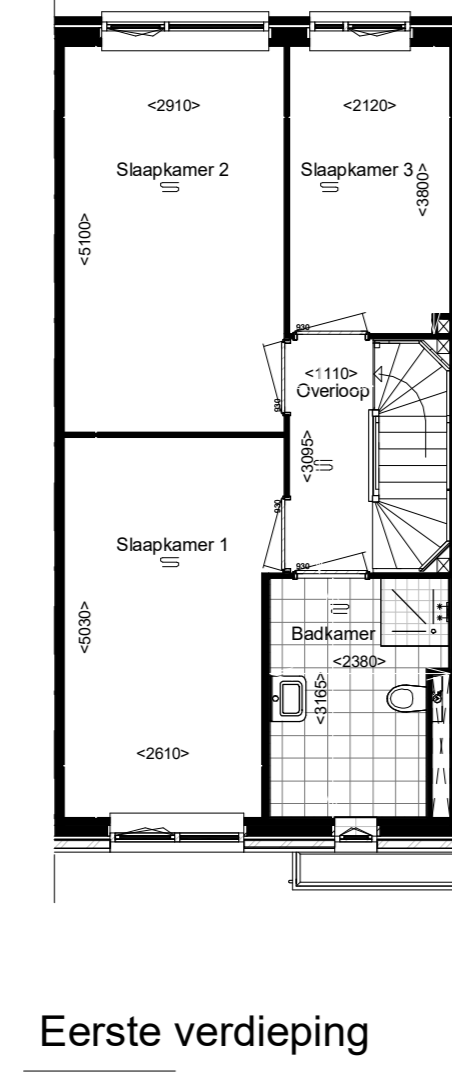 <2910>
<2120>
Slaapkamer 2
Slaapkamer 3
<3800>
<5100>
930
<1110>
Overloop
930
<3095>
930
Slaapkamer 1
930
<5030>
Badkamer
<2380>
<3165>
<2610>
Eerste verdieping